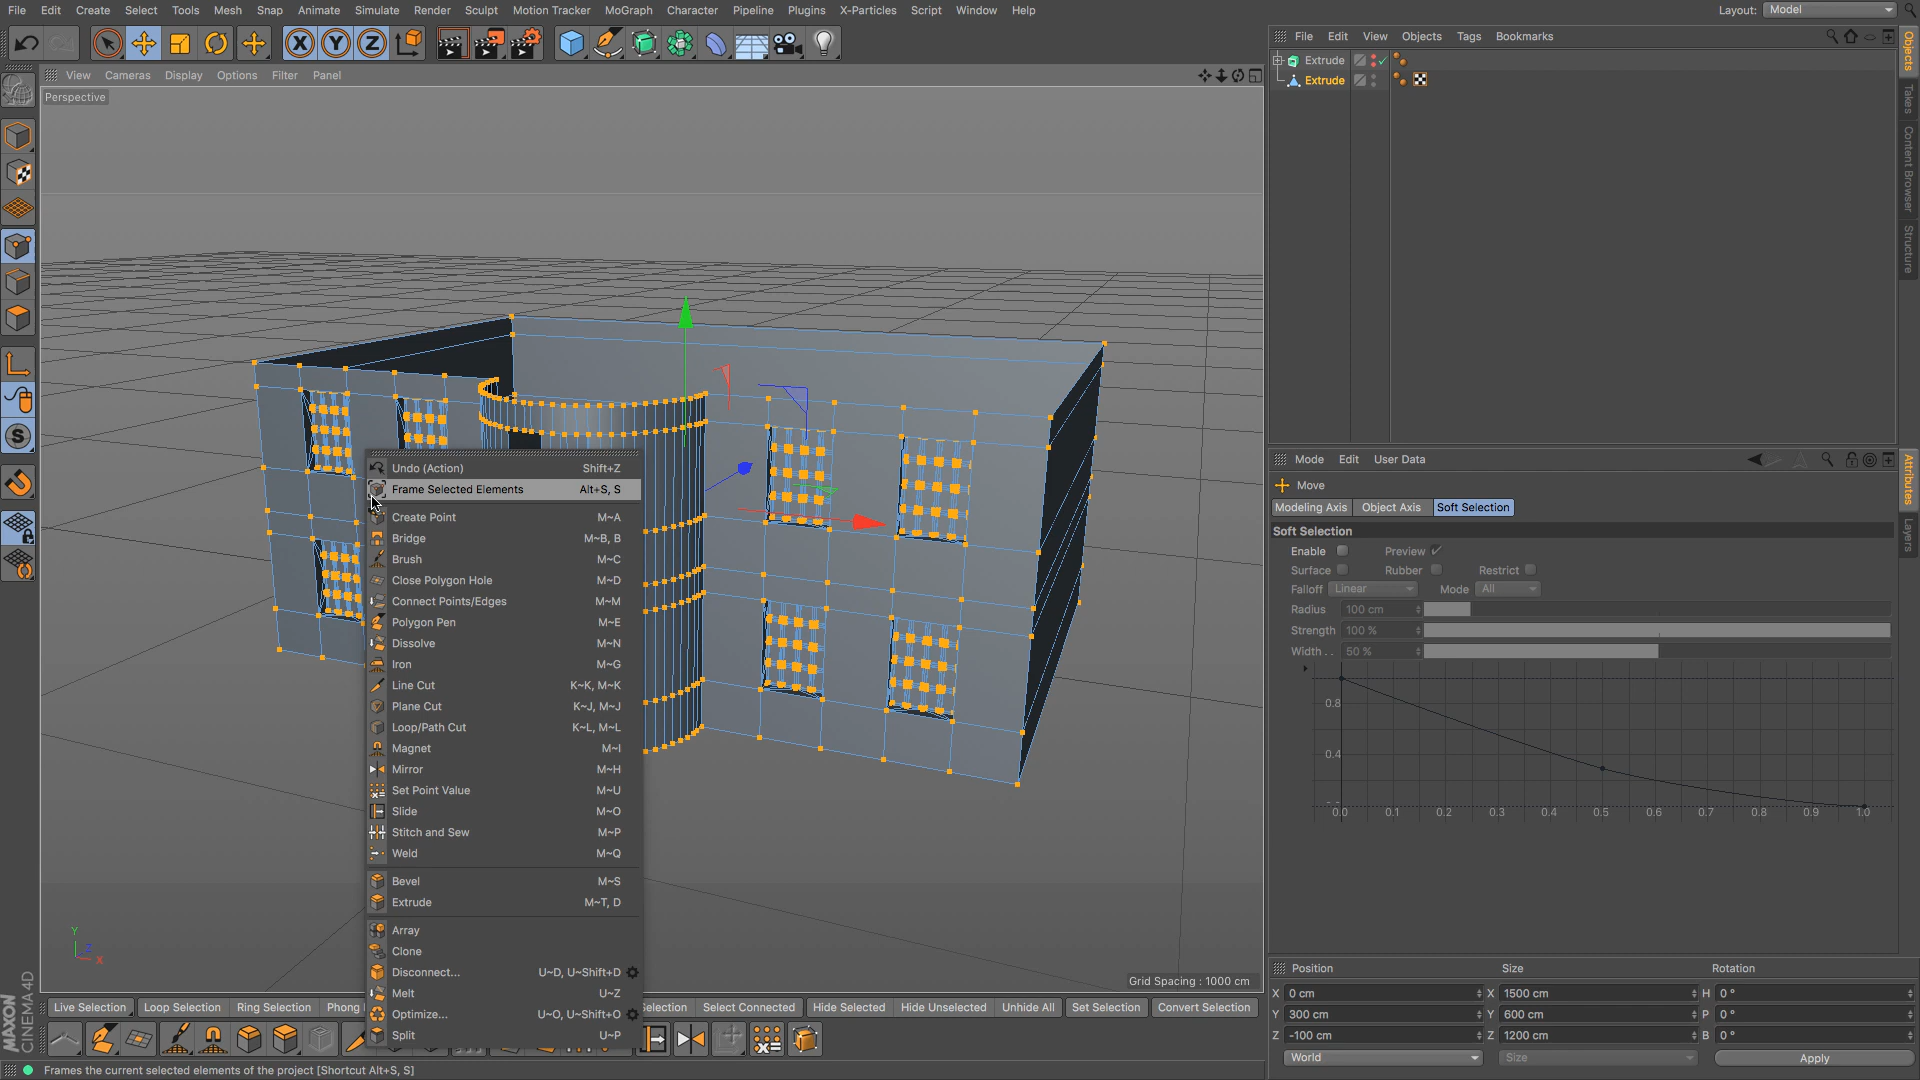 File Edit Create Select Tools Mesh Snap Animate Simulate Render Sculpt Motion Tracker MoGraph Character Pipeline Plugins X-Particles Script Window Help Layout: Model
File Edit View Objects Tags Bookmarks
Objects
Takes
Content Browser
Structure
Extrude
Extrude
View Cameras Display Options Filter Panel
Perspective
Undo (Action) Shift+Z
Frame Selected Elements Alt+S, S
Create Point M~A
Bridge M~B, B
Brush M~C
Close Polygon Hole M~D
Connect Points/Edges M~M
Polygon Pen M~E
Dissolve M~N
Iron M~G
Line Cut K~K, M~K
Plane Cut K~J, M~J
Loop/Path Cut K~L, M~L
Magnet M~I
Mirror M~H
Set Point Value M~U
Slide M~O
Stitch and Sew M~P
Weld M~Q
Bevel M~S
Extrude M~T, D
Array
Clone
Disconnect... U~D, U~Shift+D
Melt U~Z
Optimize... U~O, U~Shift+O
Split U~P
Y
Z
X
Grid Spacing : 1000 cm
Mode Edit User Data
Attributes
Layers
Move
Modeling Axis Object Axis Soft Selection
Soft Selection
Enable Preview
Surface Rubber Restrict
Falloff Linear Mode All
Radius 100 cm
Strength 100 %
Width . . 50 %
0.8
0.4
0.0 0.1 0.2 0.3 0.4 0.5 0.6 0.7 0.8 0.9 1.0
Position Size Rotation
X 0 cm X 1500 cm H 0 °
Y 300 cm Y 600 cm P 0 °
Z -100 cm Z 1200 cm B 0 °
World Size Apply
Live Selection Loop Selection Ring Selection Phong election Select Connected Hide Selected Hide Unselected Unhide All Set Selection Convert Selection
MAXON
CINEMA 4D
Frames the current selected elements of the project [Shortcut Alt+S, S]